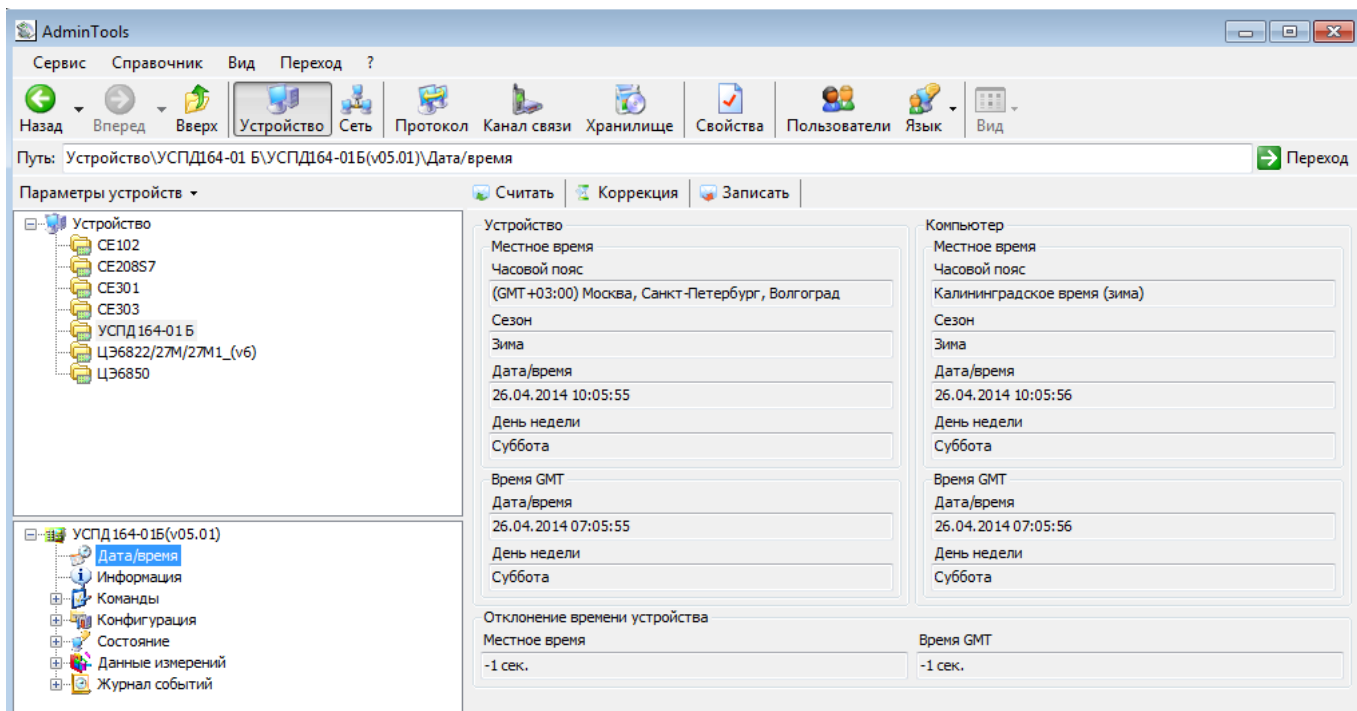 AdminTools
Сервис Справочник Вид Переход ?
Назад Вперед Вверх Устройство Сеть Протокол Канал связи Хранилище Свойства Пользователи Язык Вид
Путь: Устройство\УСПД164-01 Б\УСПД164-01Б(v05.01)\Дата/время Переход
Параметры устройств Считать Коррекция Записать
Устройство
CE102
CE208S7
CE301
CE303
УСПД164-01 Б
ЦЭ6822/27М/27М1_(v6)
ЦЭ6850
УСПД164-01Б(v05.01)
Дата/время
Информация
Команды
Конфигурация
Состояние
Данные измерений
Журнал событий
Устройство
Местное время
Часовой пояс
(GMT+03:00) Москва, Санкт-Петербург, Волгоград
Сезон
Зима
Дата/время
26.04.2014 10:05:55
День недели
Суббота
Время GMT
Дата/время
26.04.2014 07:05:55
День недели
Суббота
Компьютер
Местное время
Часовой пояс
Калининградское время (зима)
Сезон
Зима
Дата/время
26.04.2014 10:05:56
День недели
Суббота
Время GMT
Дата/время
26.04.2014 07:05:56
День недели
Суббота
Отклонение времени устройства
Местное время Время GMT
-1 сек. -1 сек.